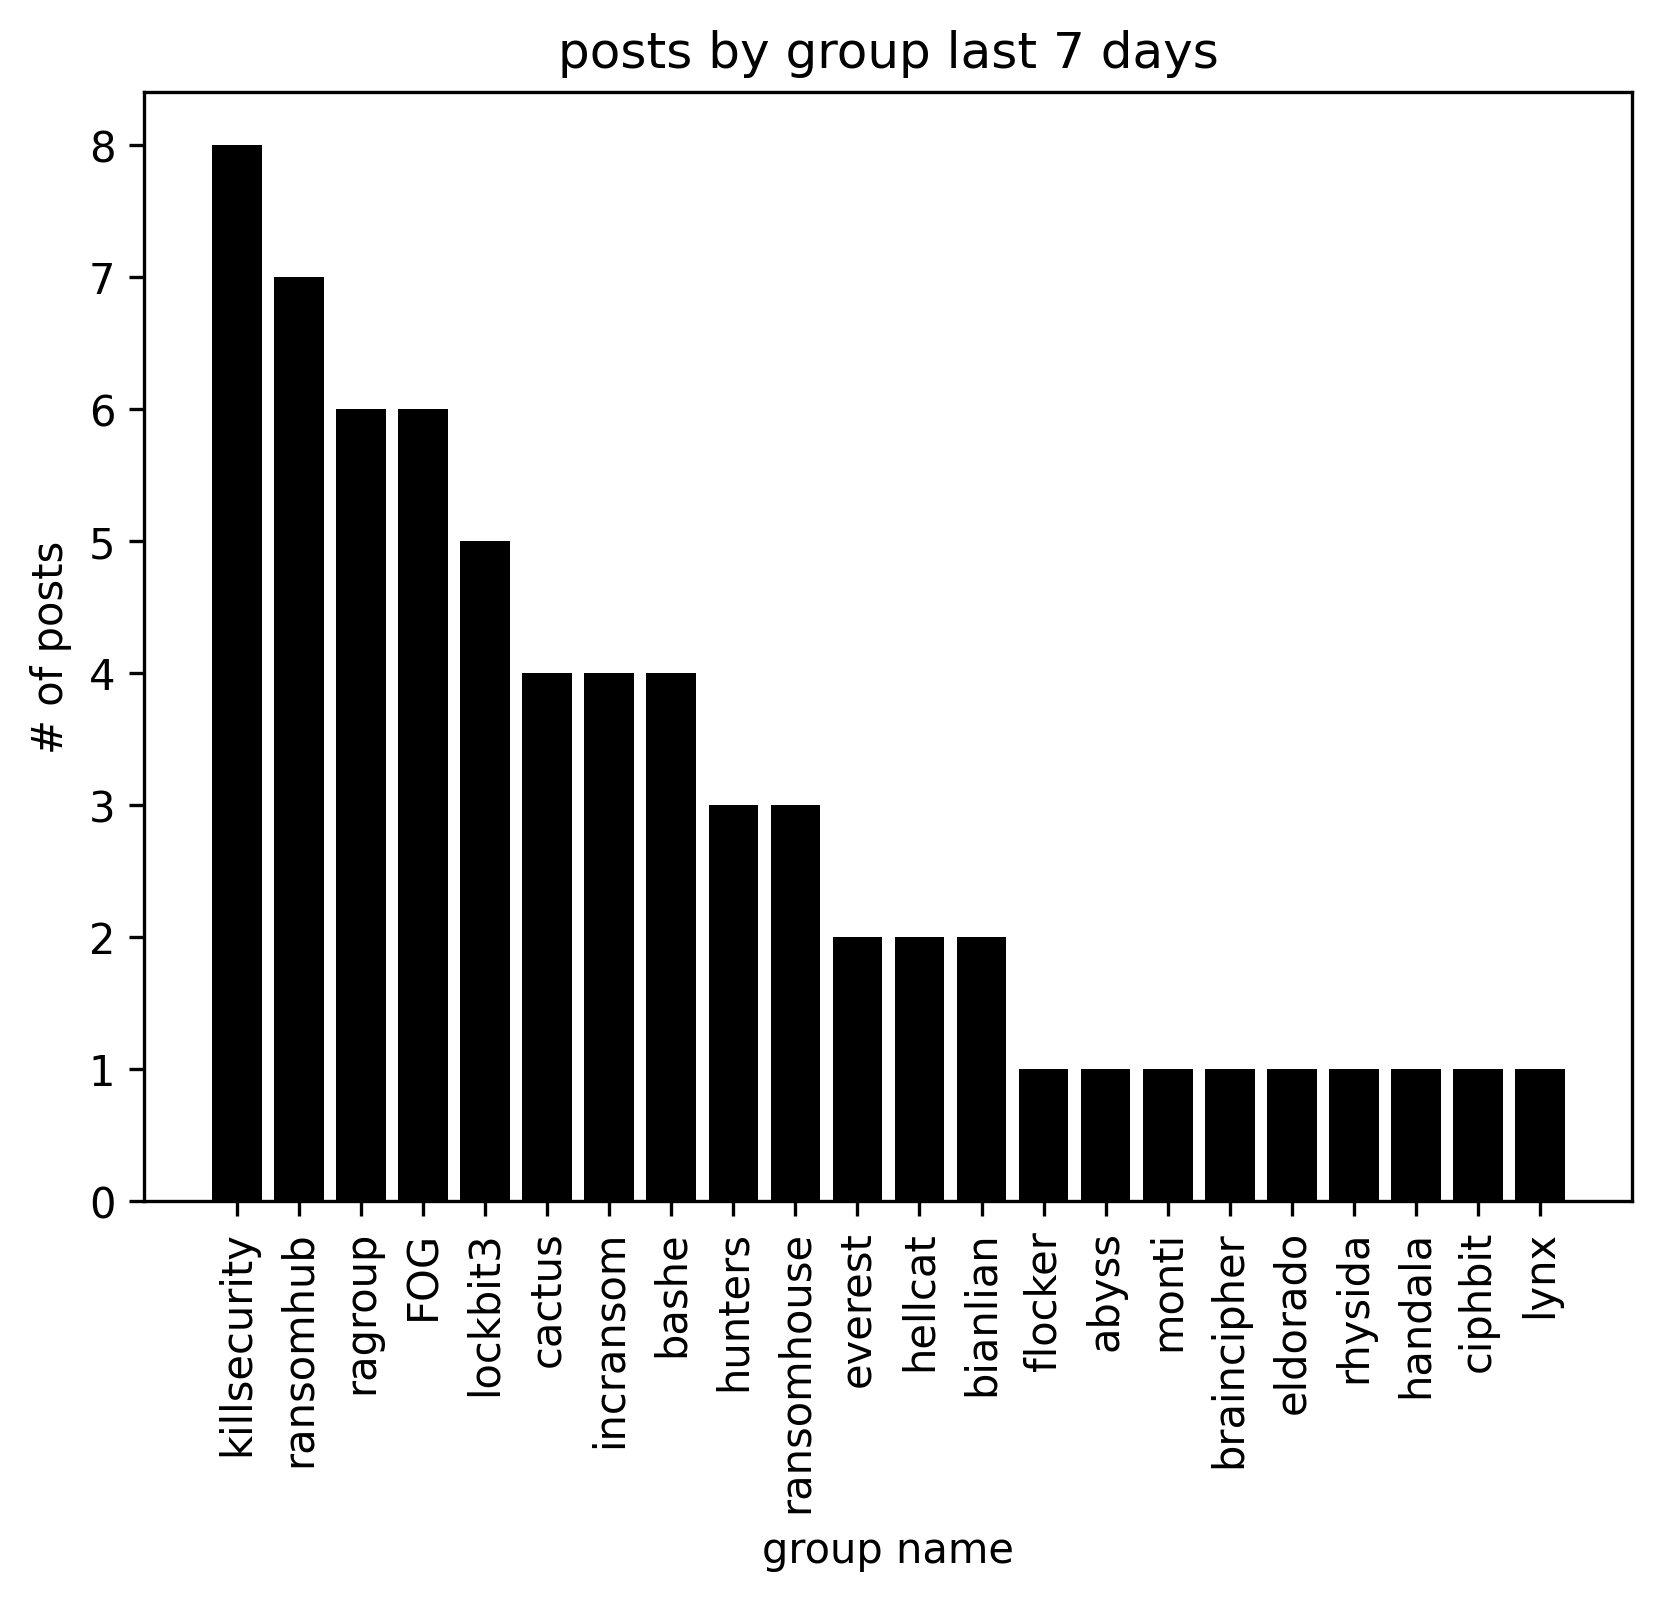 posts by group last 7 days
8
7
6
5
4
3
2
1
0
# of posts
killsecurity
ransomhub
ragroup
FOG
lockbit3
cactus
incransom
bashe
hunters
ransomhouse
everest
hellcat
bianlian
flocker
abyss
monti
braincipher
eldorado
rhysida
handala
ciphbit
lynx
group name